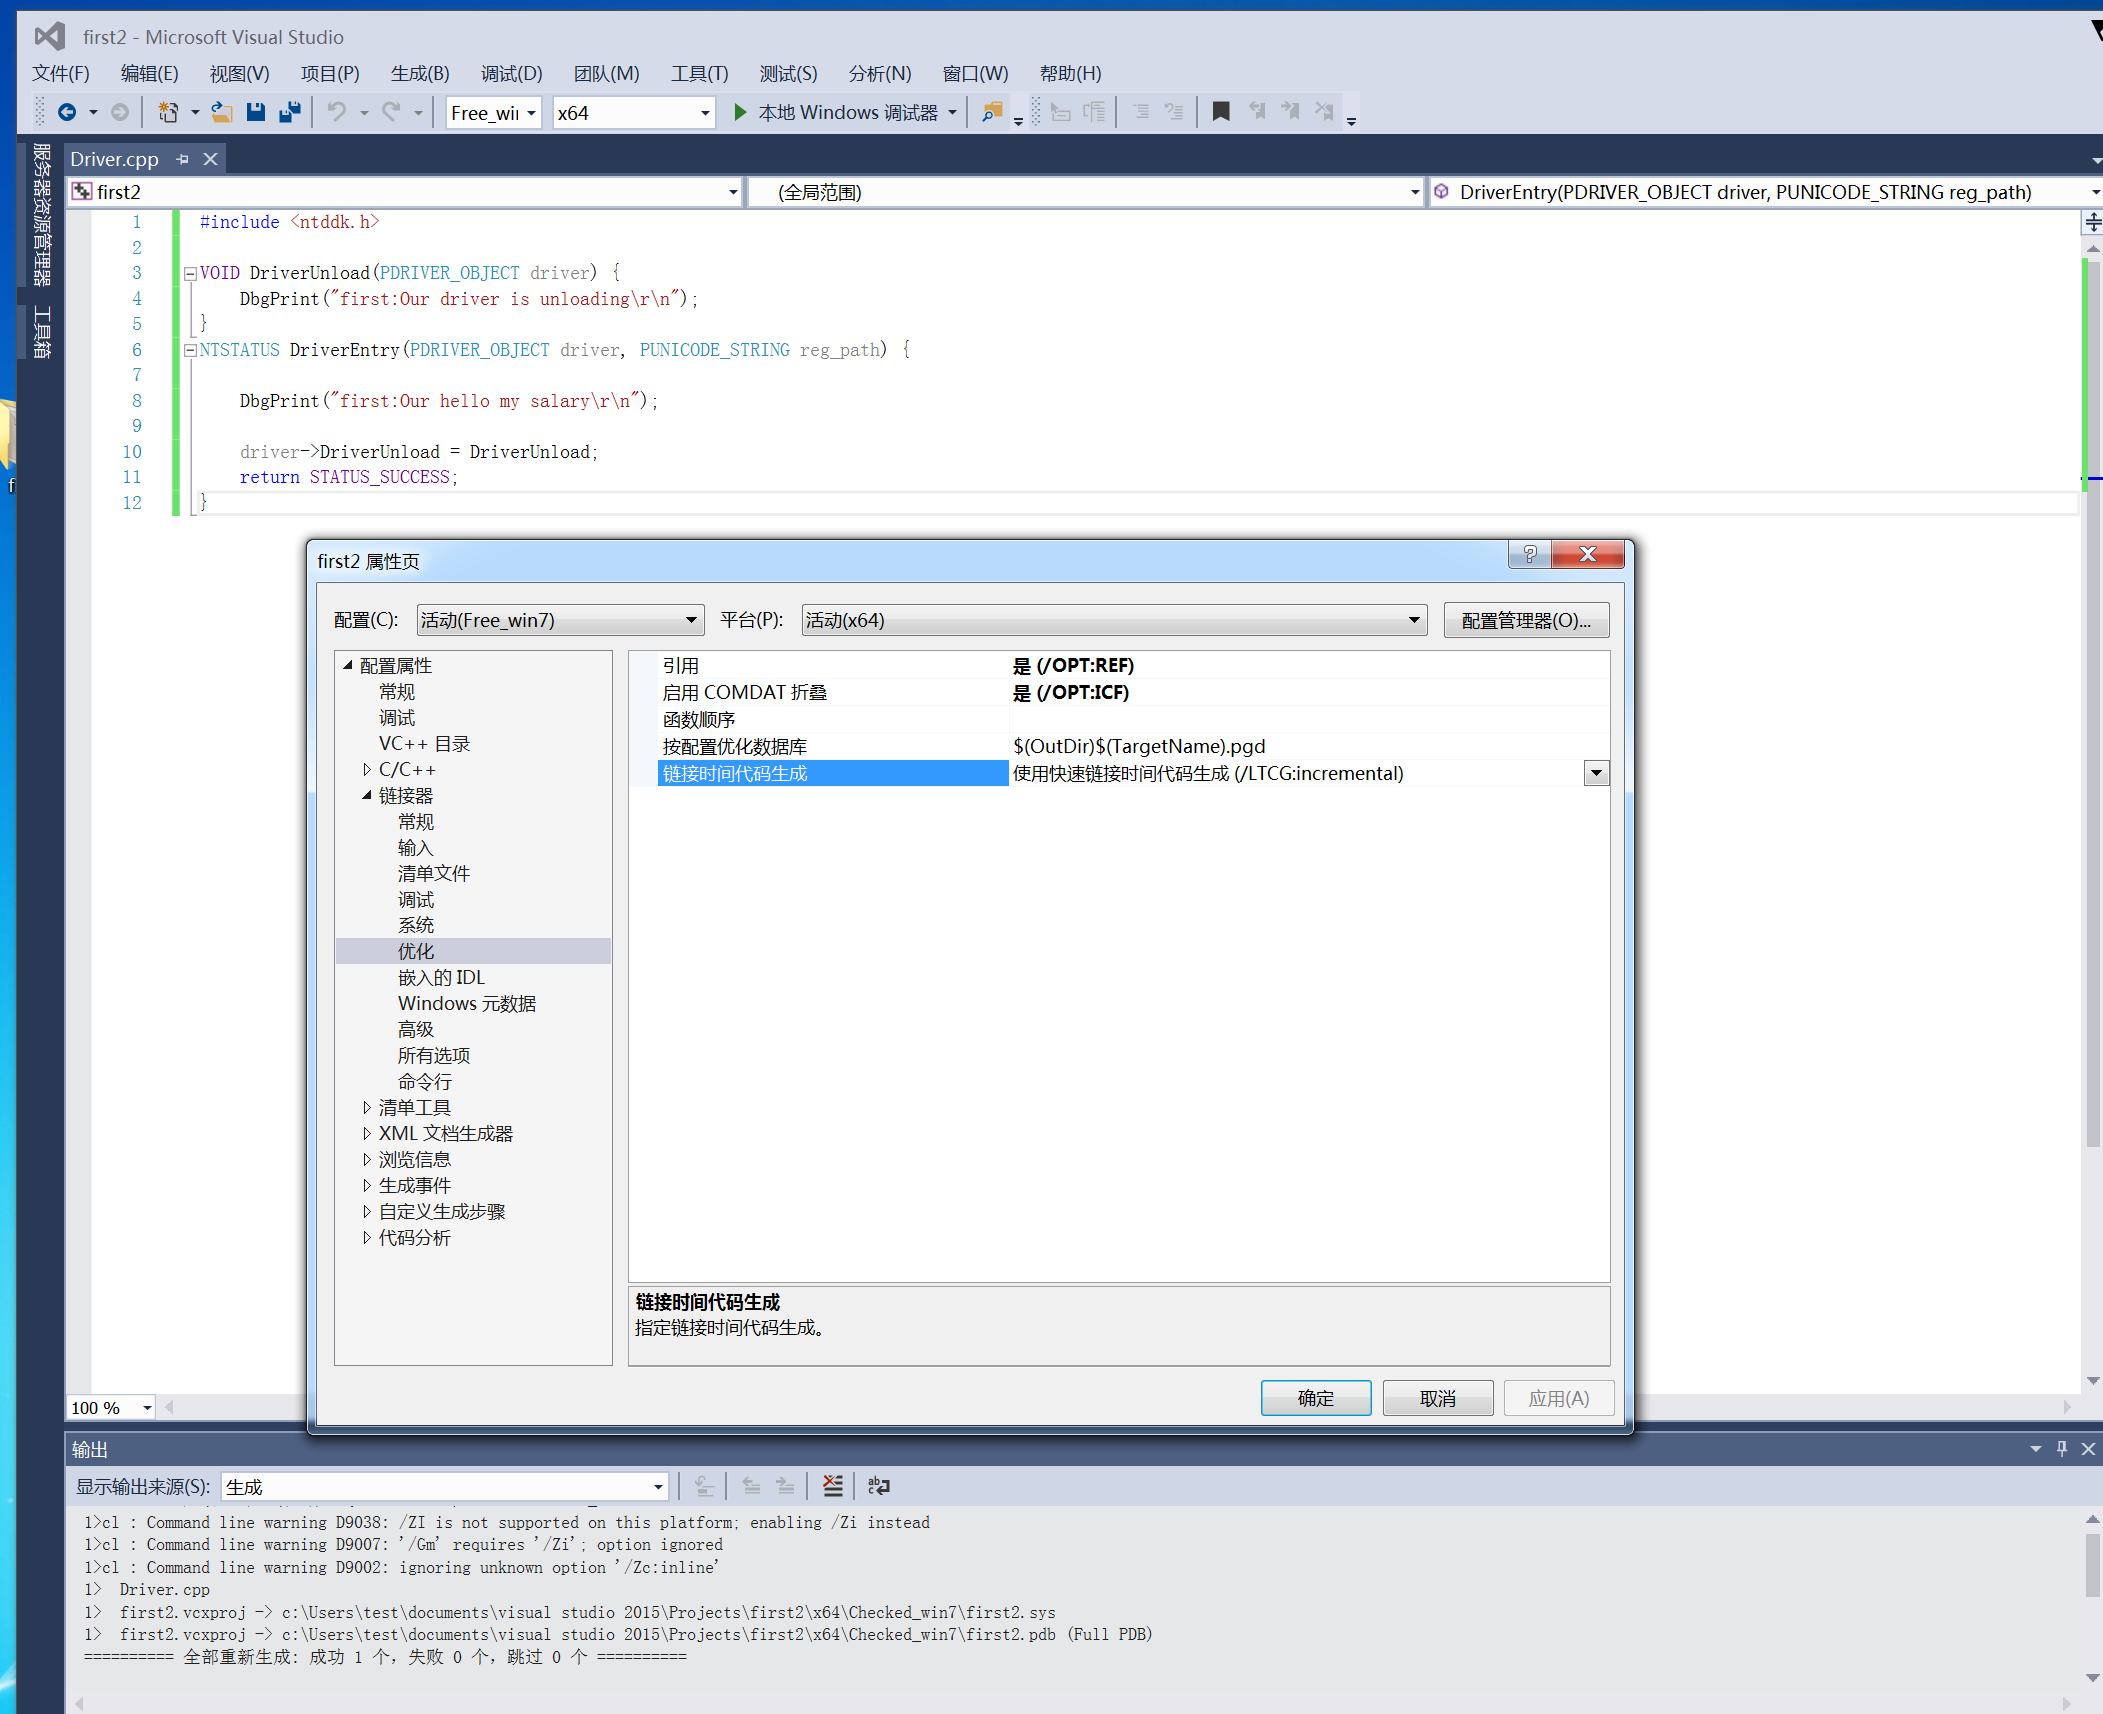 first2 - Microsoft Visual Studio
文件(F) 编辑(E) 视图(V) 项目(P) 生成(B) 调试(D) 团队(M) 工具(T) 测试(S) 分析(N) 窗口(W) 帮助(H)
Free_wi x64 本地 Windows 调试器
服务器资源管理器
工具箱
Driver.cpp
first2 (全局范围) DriverEntry(PDRIVER_OBJECT driver, PUNICODE_STRING reg_path)
1 #include <ntddk.h>
2
3 VOID DriverUnload(PDRIVER_OBJECT driver) {
4 DbgPrint("first:Our driver is unloading\r\n");
5 }
6 NTSTATUS DriverEntry(PDRIVER_OBJECT driver, PUNICODE_STRING reg_path) {
7
8 DbgPrint("first:Our hello my salary\r\n");
9
10 driver->DriverUnload = DriverUnload;
11 return STATUS_SUCCESS;
12 }
first2 属性页
配置(C): 活动(Free_win7) 平台(P): 活动(x64) 配置管理器(O)...
配置属性
常规
调试
VC++ 目录
C/C++
链接器
常规
输入
清单文件
调试
系统
优化
嵌入的 IDL
Windows 元数据
高级
所有选项
命令行
清单工具
XML 文档生成器
浏览信息
生成事件
自定义生成步骤
代码分析
引用 是 (/OPT:REF)
启用 COMDAT 折叠 是 (/OPT:ICF)
函数顺序
按配置优化数据库 $(OutDir)$(TargetName).pgd
链接时间代码生成 使用快速链接时间代码生成 (/LTCG:incremental)
链接时间代码生成
指定链接时间代码生成。
确定 取消 应用(A)
100 %
输出
显示输出来源(S): 生成
1>cl : Command line warning D9038: /ZI is not supported on this platform; enabling /Zi instead
1>cl : Command line warning D9007: '/Gm' requires '/Zi'; option ignored
1>cl : Command line warning D9002: ignoring unknown option '/Zc:inline'
1> Driver.cpp
1> first2.vcxproj -> c:\Users\test\documents\visual studio 2015\Projects\first2\x64\Checked_win7\first2.sys
1> first2.vcxproj -> c:\Users\test\documents\visual studio 2015\Projects\first2\x64\Checked_win7\first2.pdb (Full PDB)
========== 全部重新生成: 成功 1 个，失败 0 个，跳过 0 个 ==========